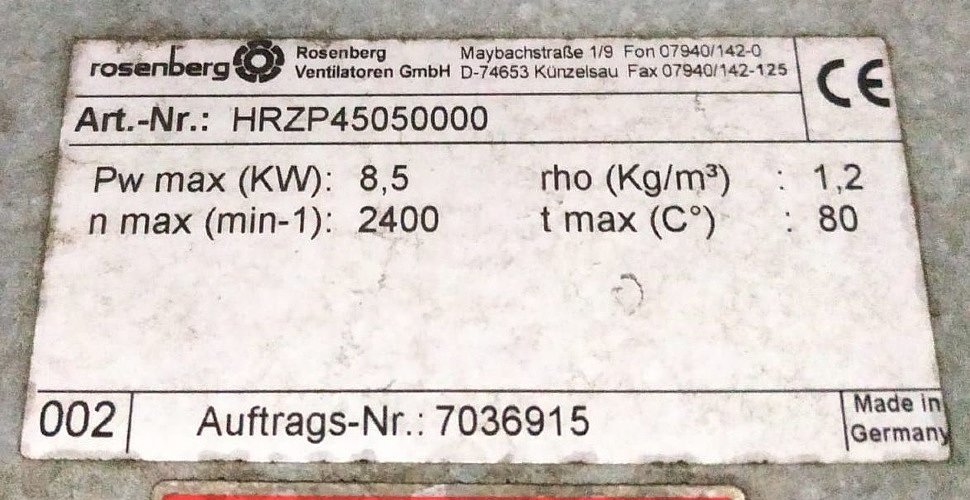 rosenberg
Rosenberg Ventilatoren GmbH
Maybachstraße 1/9 Fon 07940/142-0
D-74653 Künzelsau Fax 07940/142-125
CE
Art.-Nr.: HRZP45050000
Pw max (KW): 8,5 rho (Kg/m³) : 1,2
n max (min-1): 2400 t max (C°) : 80
002
Auftrags-Nr.: 7036915
Made in
Germany